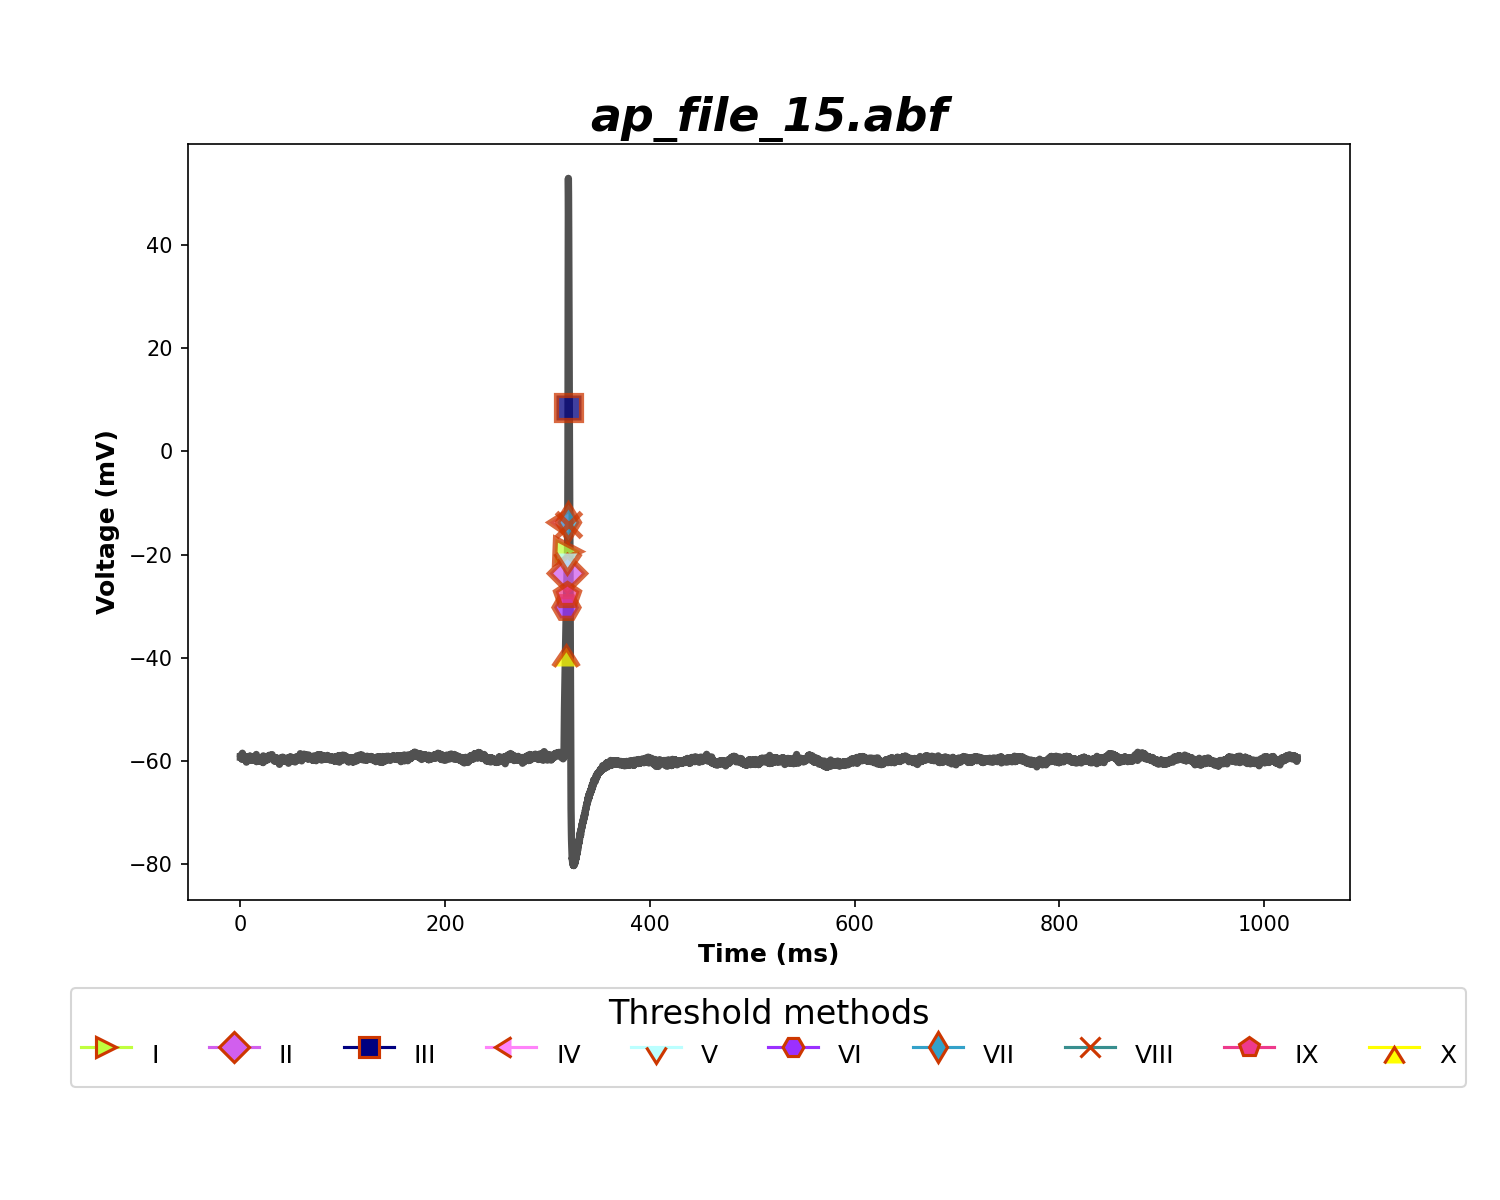 ap_file_15.abf
Voltage (mV)
40
20
0
−20
−40
−60
−80
0 200 400 600 800 1000
Time (ms)
Threshold methods
I II III IV V VI VII VIII IX X